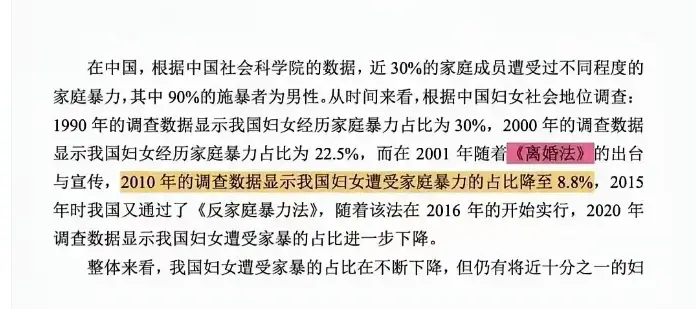 在中国，根据中国社会科学院的数据，近 30%的家庭成员遭受过不同程度的
家庭暴力，其中 90%的施暴者为男性。从时间来看，根据中国妇女社会地位调查：
1990 年的调查数据显示我国妇女经历家庭暴力占比为 30%，2000 年的调查数据
显示我国妇女经历家庭暴力占比为 22.5%，而在 2001 年随着《离婚法》的出台
与宣传，2010 年的调查数据显示我国妇女遭受家庭暴力的占比降至 8.8%，2015
年时我国又通过了《反家庭暴力法》，随着该法在 2016 年的开始实行，2020 年
调查数据显示我国妇女遭受家暴的占比进一步下降。
整体来看，我国妇女遭受家暴的占比在不断下降，但仍有将近十分之一的妇